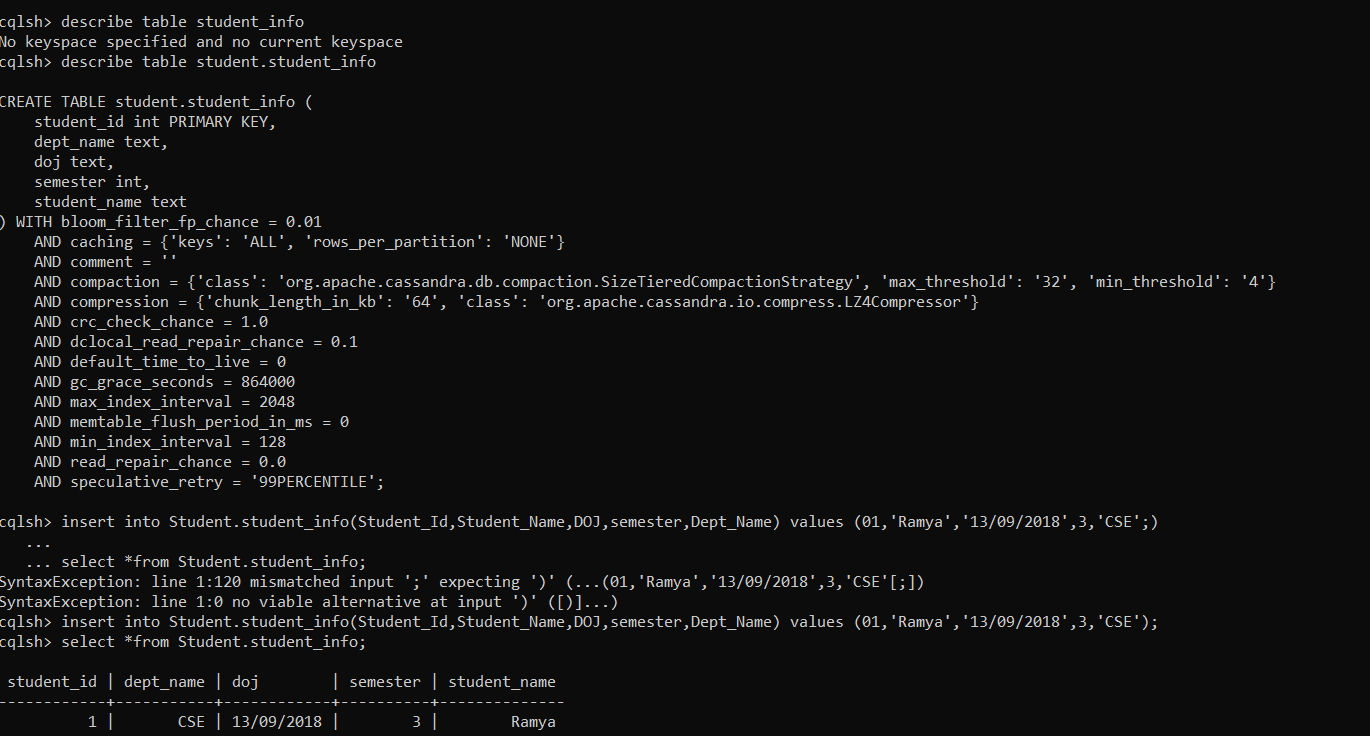 cqlsh> describe table student_info
No keyspace specified and no current keyspace
cqlsh> describe table student.student_info
CREATE TABLE student.student_info (
    student_id int PRIMARY KEY,
    dept_name text,
    doj text,
    semester int,
    student_name text
) WITH bloom_filter_fp_chance = 0.01
    AND caching = {'keys': 'ALL', 'rows_per_partition': 'NONE'}
    AND comment = ''
    AND compaction = {'class': 'org.apache.cassandra.db.compaction.SizeTieredCompactionStrategy', 'max_threshold': '32', 'min_threshold': '4'}
    AND compression = {'chunk_length_in_kb': '64', 'class': 'org.apache.cassandra.io.compress.LZ4Compressor'}
    AND crc_check_chance = 1.0
    AND dclocal_read_repair_chance = 0.1
    AND default_time_to_live = 0
    AND gc_grace_seconds = 864000
    AND max_index_interval = 2048
    AND memtable_flush_period_in_ms = 0
    AND min_index_interval = 128
    AND read_repair_chance = 0.0
    AND speculative_retry = '99PERCENTILE';
cqlsh> insert into Student.student_info(Student_Id,Student_Name,DOJ,semester,Dept_Name) values (01,'Ramya','13/09/2018',3,'CSE';)
   ...
   ... select *from Student.student_info;
SyntaxException: line 1:120 mismatched input ';' expecting ')' (...(01,'Ramya','13/09/2018',3,'CSE'[;])
SyntaxException: line 1:0 no viable alternative at input ')' ([)]...)
cqlsh> insert into Student.student_info(Student_Id,Student_Name,DOJ,semester,Dept_Name) values (01,'Ramya','13/09/2018',3,'CSE');
cqlsh> select *from Student.student_info;
 student_id | dept_name | doj        | semester | student_name
------------+-----------+------------+----------+--------------
          1 |       CSE | 13/09/2018 |        3 |        Ramya